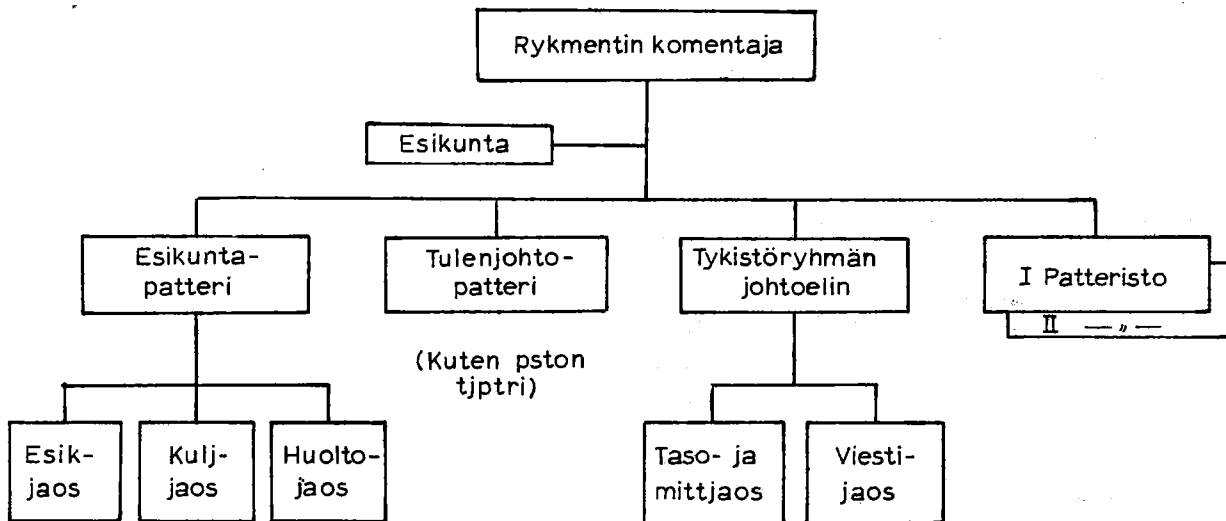 Rykmentin komentaja
Esikunta
Esikunta-
patteri
Tulenjohto-
patteri
Tykistöryhmän
johtoelin
I Patteristo
II — „ —
(Kuten pston
tjptri)
Esik-
jaos
Kulj-
jaos
Huolto-
jaos
Taso- ja
mittjaos
Viesti-
jaos